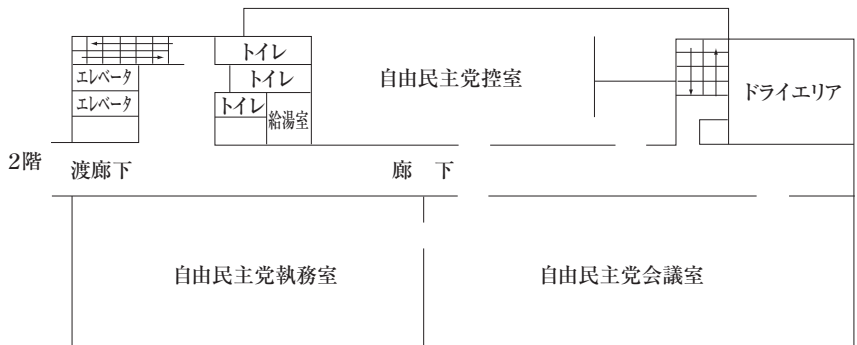 トイレ
トイレ
エレベータ
自由民主党控室
ドライエリア
エレベータ
トイレ
給湯室
2階
渡廊下
廊 下
自由民主党執務室
自由民主党会議室